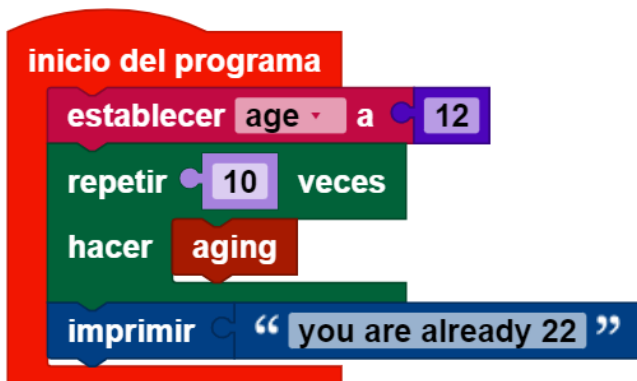 inicio del programa
establecer age a 12
repetir 10 veces
hacer aging
imprimir “ you are already 22 ”